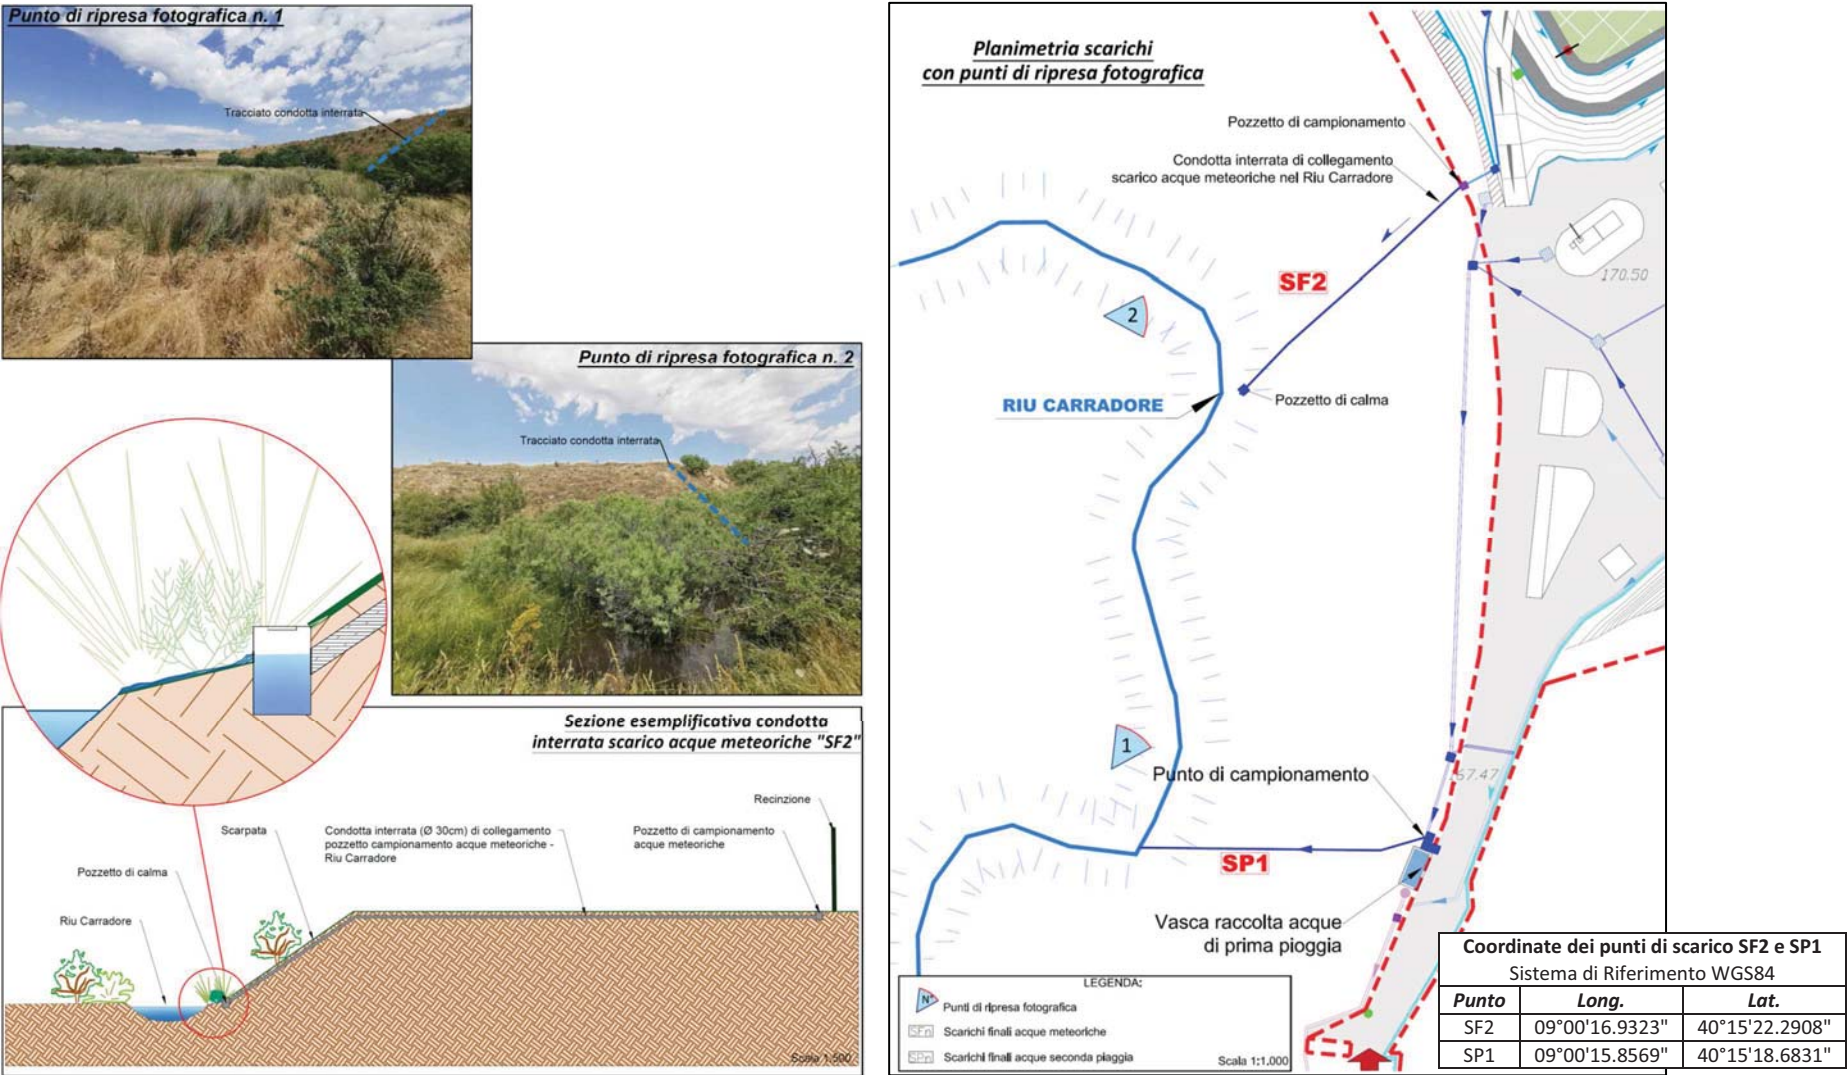 Punto di ripresa fotografica n. 1
Tracciato condotta interrata
Punto di ripresa fotografica n. 2
Tracciato condotta interrata
Sezione esemplificativa condotta
interrata scarico acque meteoriche "SF2"
Recinzione
Scarpata
Condotta interrata (Ø 30cm) di collegamento
pozzetto campionamento acque meteoriche -
Riu Carradore
Pozzetto di campionamento
acque meteoriche
Pozzetto di calma
Riu Carradore
Scala 1:500
Planimetria scarichi
con punti di ripresa fotografica
Pozzetto di campionamento
Condotta interrata di collegamento
scarico acque meteoriche nel Riu Carradore
SF2
170.50
2
RIU CARRADORE
Pozzetto di calma
1
Punto di campionamento
67.47
SP1
Vasca raccolta acque
di prima pioggia
LEGENDA:
N°
Punti di ripresa fotografica
SFn
Scarichi finali acque meteoriche
SPn
Scarichi finali acque seconda piaggia
Scala 1:1.000
Coordinate dei punti di scarico SF2 e SP1
Sistema di Riferimento WGS84
Punto Long. Lat.
SF2 09°00'16.9323" 40°15'22.2908"
SP1 09°00'15.8569" 40°15'18.6831"